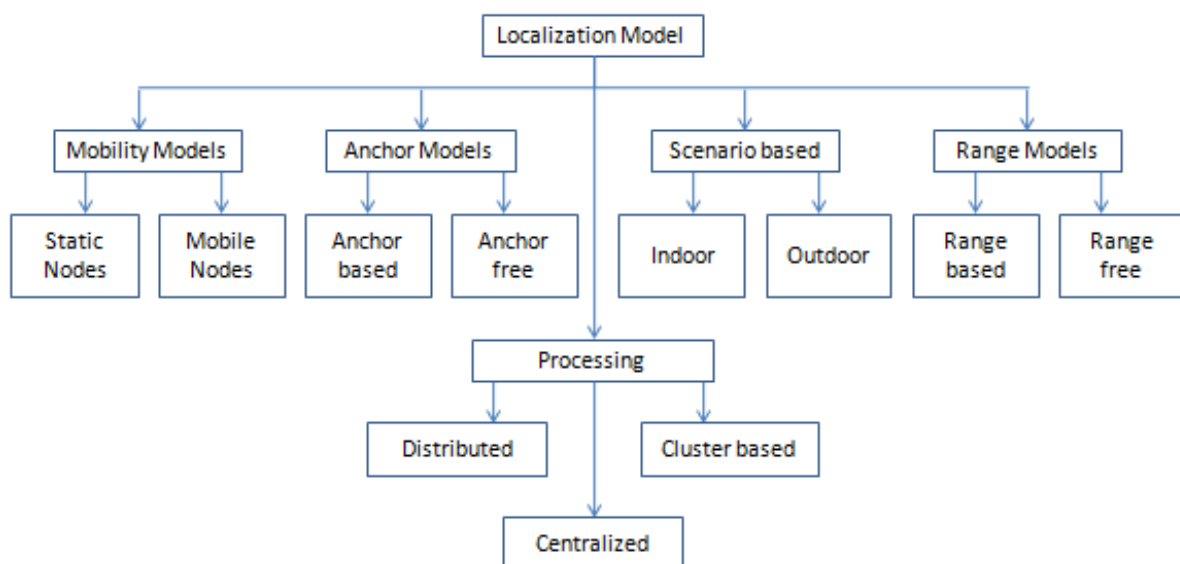 Localization Model
Mobility Models
Anchor Models
Scenario based
Range Models
Static
Nodes
Mobile
Nodes
Anchor
based
Anchor
free
Indoor
Outdoor
Range
based
Range
free
Processing
Distributed
Cluster based
Centralized